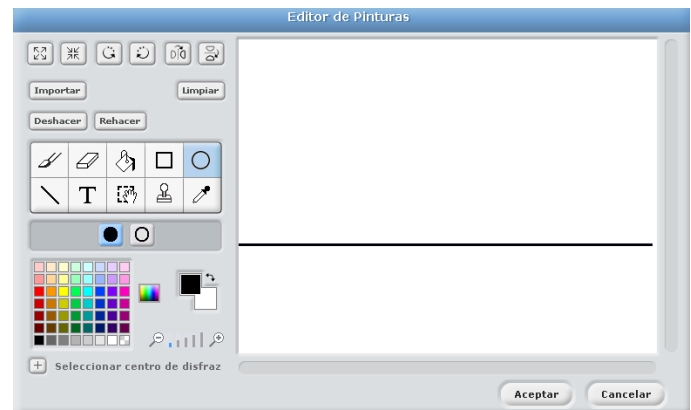 Editor de Pinturas
Importar
Limpiar
Deshacer
Rehacer
T
Seleccionar centro de disfraz
Aceptar
Cancelar